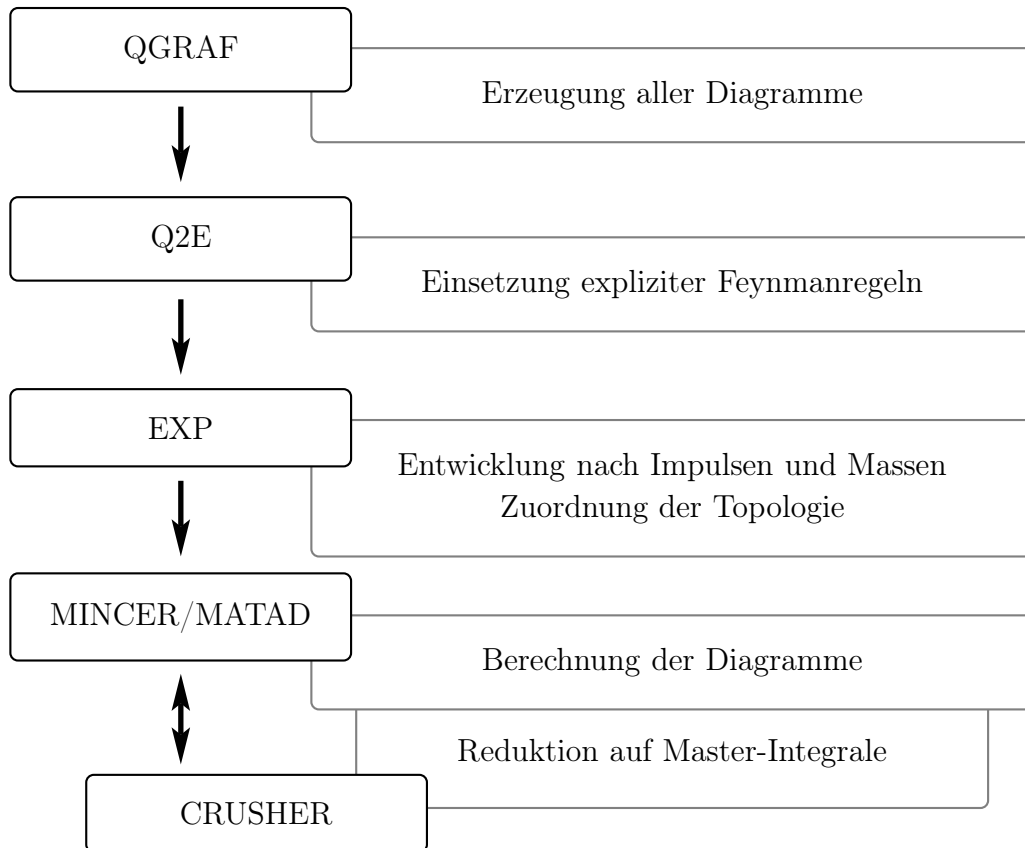 QGRAF
Erzeugung aller Diagramme
Q2E
Einsetzung expliziter Feynmanregeln
EXP
Entwicklung nach Impulsen und Massen
Zuordnung der Topologie
MINCER/MATAD
Berechnung der Diagramme
Reduktion auf Master-Integrale
CRUSHER